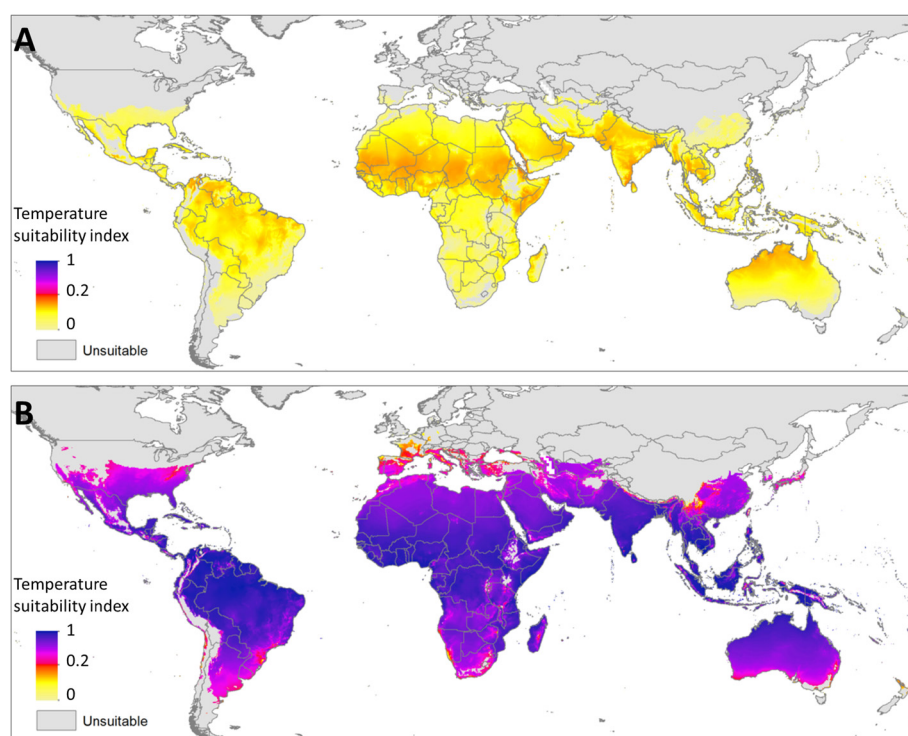 A
Temperature
suitability index
1
0.2
0
Unsuitable
B
Temperature
suitability index
1
0.2
0
Unsuitable